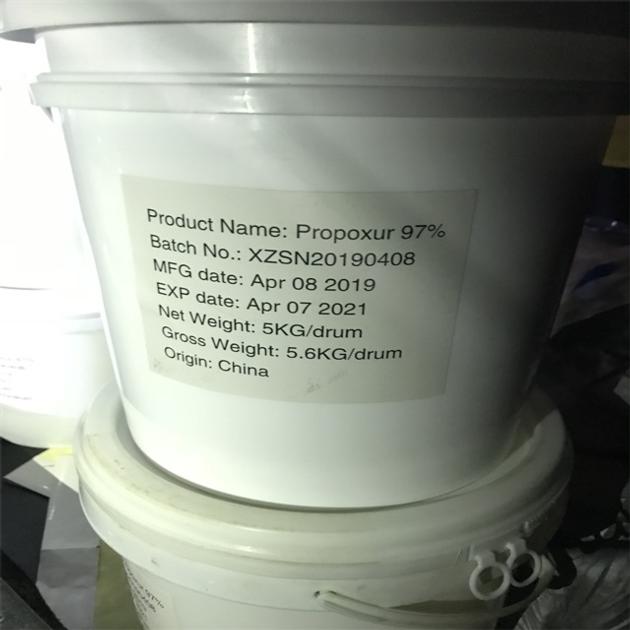 Product Name: Propoxur 97%
Batch No.: XZSN20190408
MFG date: Apr 08 2019
EXP date: Apr 07 2021
Net Weight: 5KG/drum
Gross Weight: 5.6KG/drum
Origin: China
97%